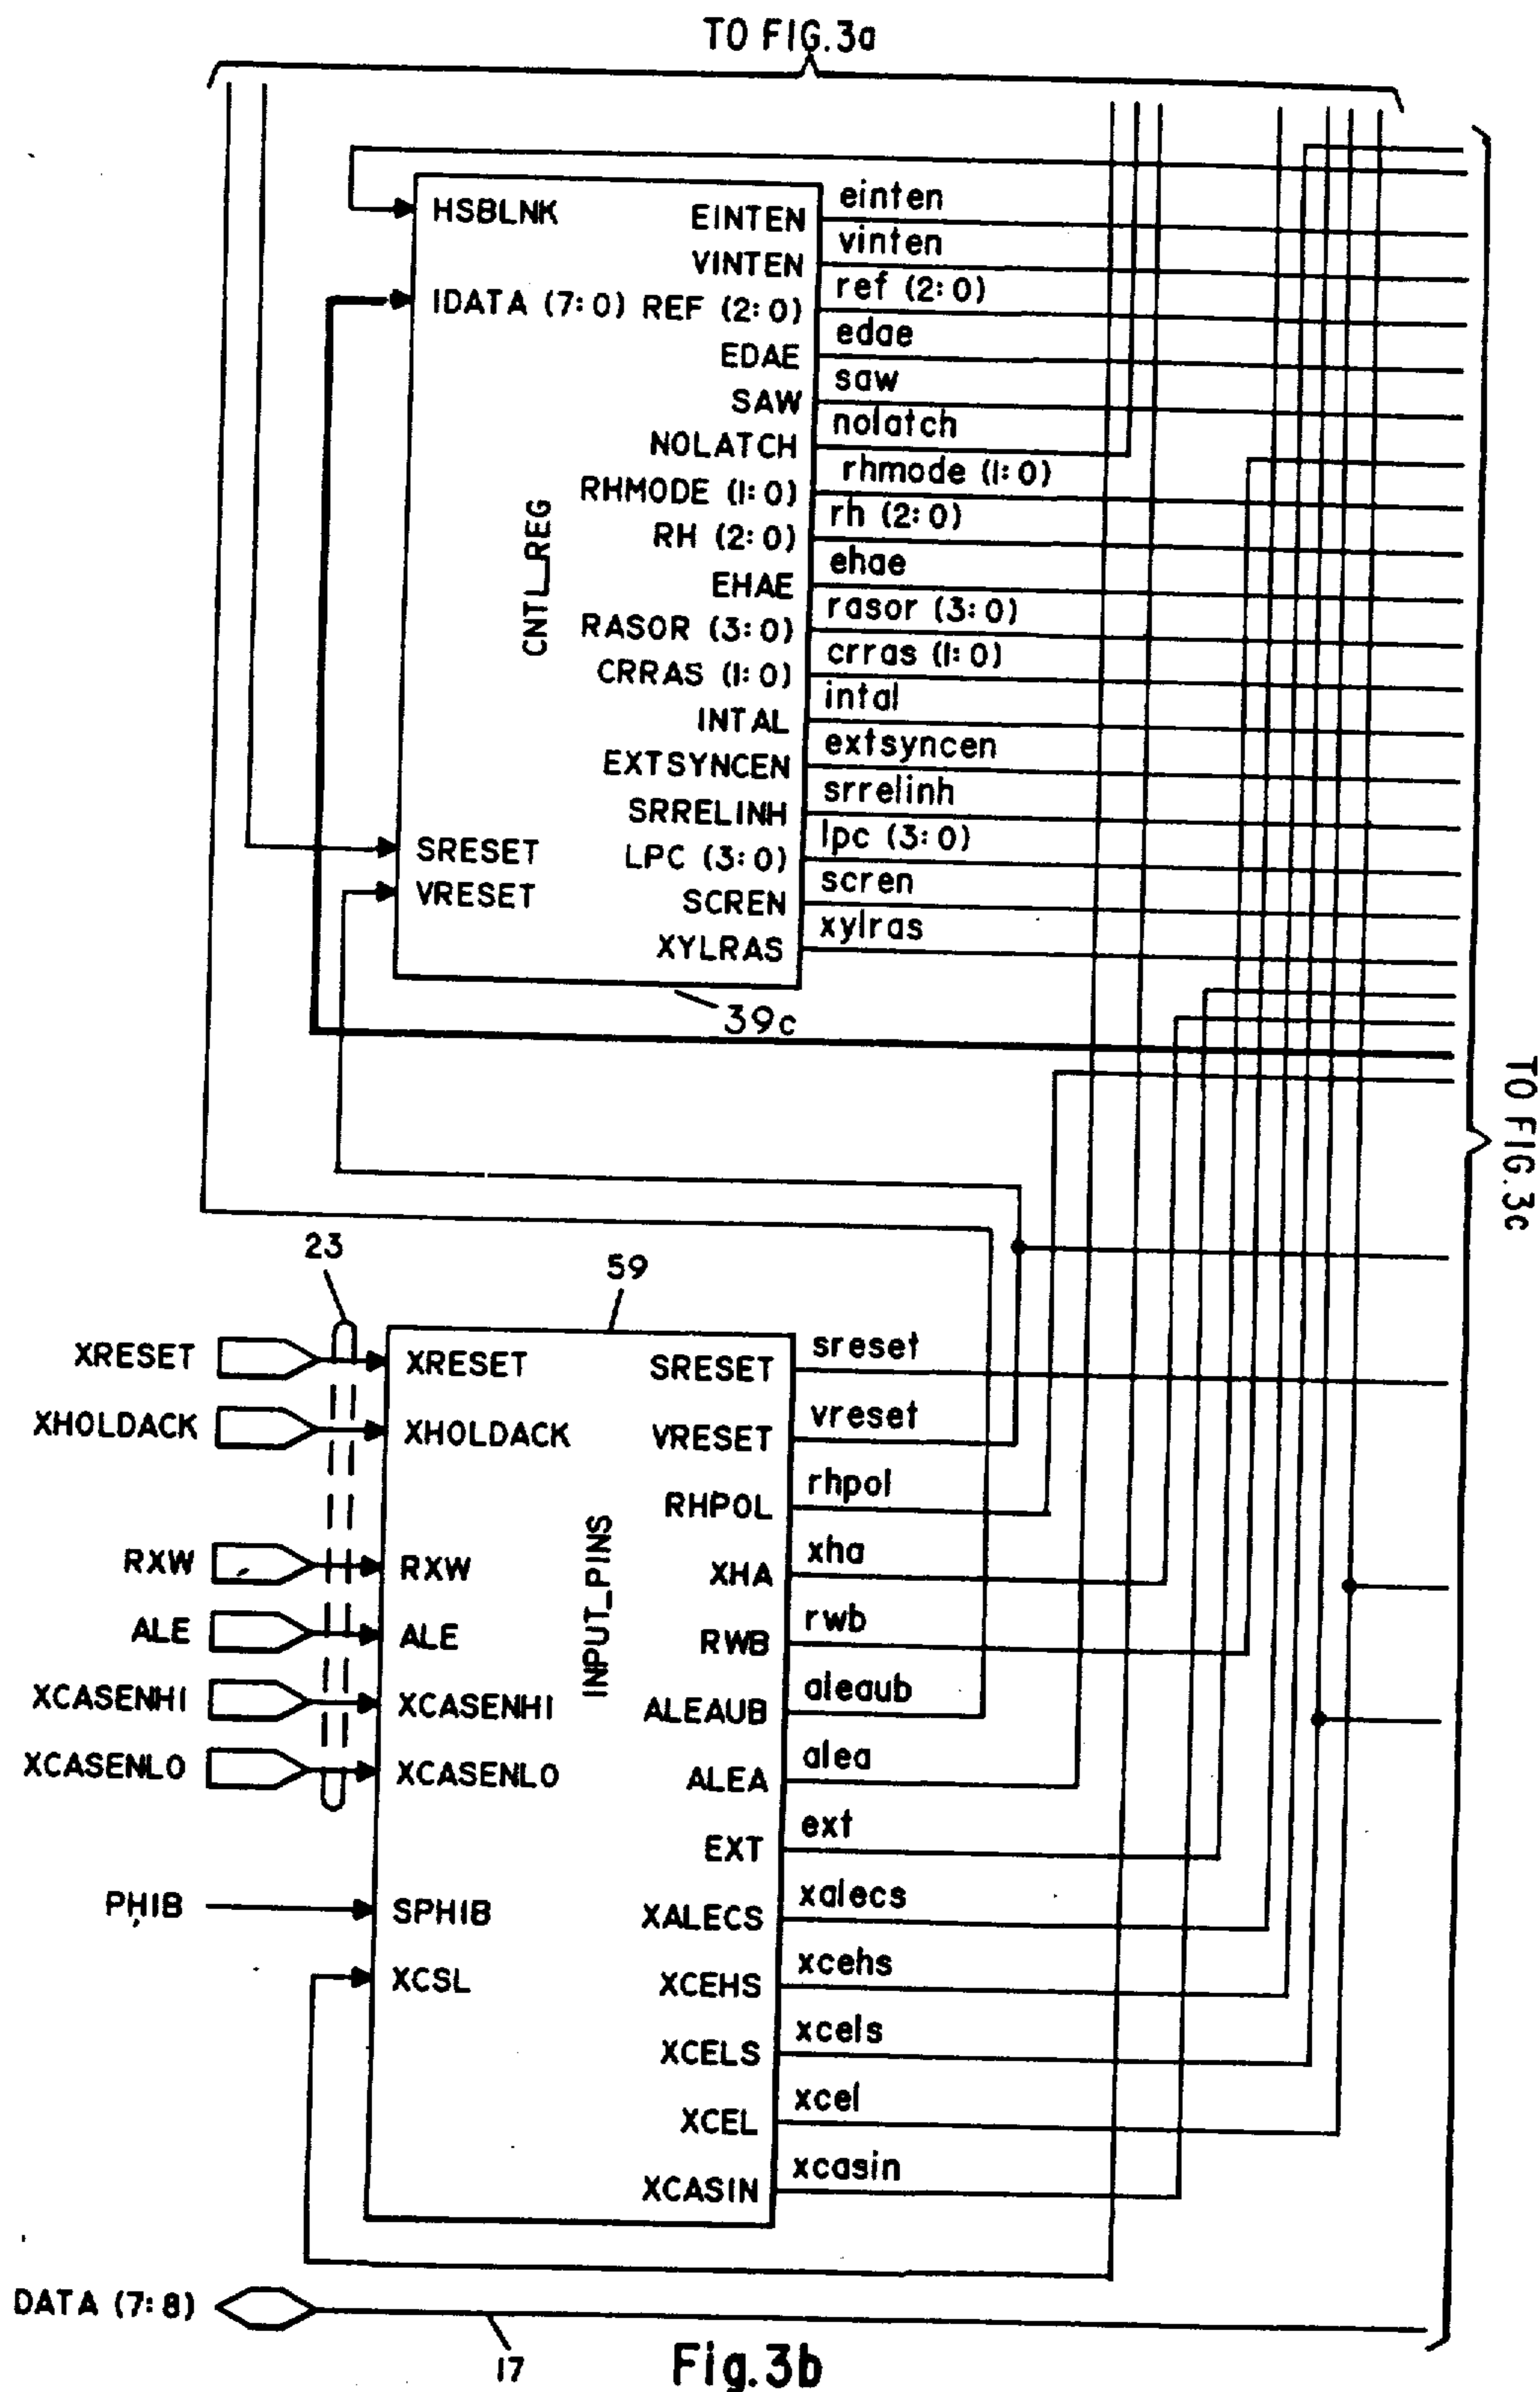 TO FIG.3a
HSBLNK
EINTEN
einten
VINTEN
vinten
IDATA (7:0) REF (2:0)
ref (2:0)
EDAE
edae
SAW
saw
NOLATCH
nolatch
RHMODE (1:0)
rhmode (1:0)
RH (2:0)
rh (2:0)
EHAE
ehae
RASOR (3:0)
rasor (3:0)
CRRAS (1:0)
crras (1:0)
INTAL
intal
EXTSYNCEN
extsyncen
SRRELINH
srrelinh
SRESET
LPC (3:0)
lpc (3:0)
VRESET
SCREN
scren
XYLRAS
xylras
CNTL_REG
39c
TO FIG.3c
23
59
XRESET
XRESET
SRESET
sreset
XHOLDACK
XHOLDACK
VRESET
vreset
RHPOL
rhpol
RXW
RXW
XHA
xha
ALE
ALE
RWB
rwb
XCASENHI
XCASENHI
ALEAUB
aleaub
XCASENLO
XCASENLO
ALEA
alea
EXT
ext
PHIB
SPHIB
XALECS
xalecs
XCSL
XCEHS
xcehs
XCELS
xcels
XCEL
xcel
XCASIN
xcasin
INPUT_PINS
DATA (7:8)
17
Fig.3b